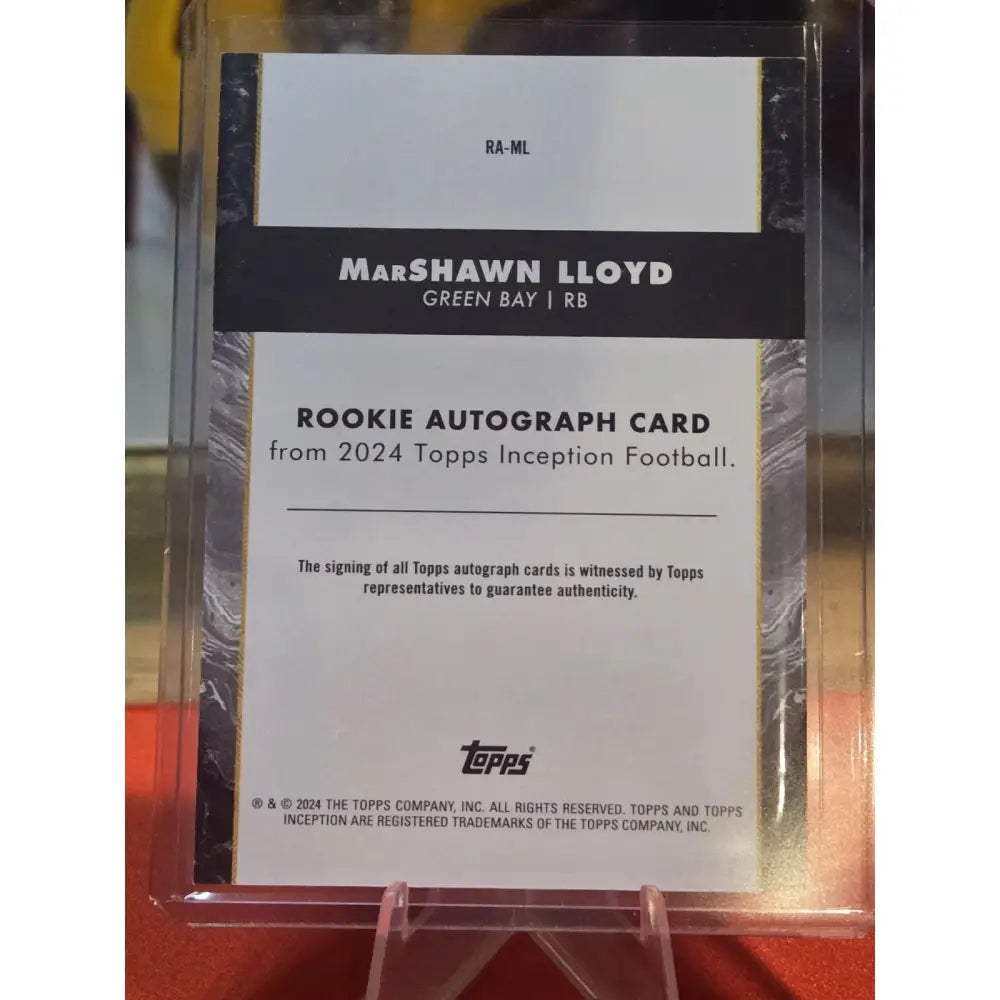 RA-ML
MarSHAWN LLOYD
GREEN BAY | RB
ROOKIE AUTOGRAPH CARD
from 2024 Topps Inception Football.
The signing of all Topps autograph cards is witnessed by Topps
representatives to guarantee authenticity.
topps®
® & © 2024 THE TOPPS COMPANY, INC. ALL RIGHTS RESERVED. TOPPS AND TOPPS
INCEPTION ARE REGISTERED TRADEMARKS OF THE TOPPS COMPANY, INC.